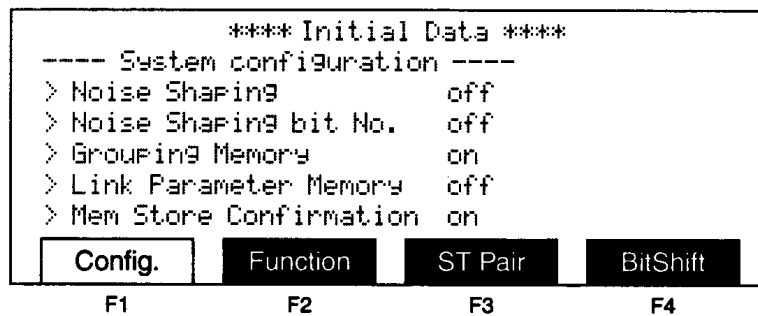 **** Initial Data ****
---- System configuration ----
> Noise Shaping off
> Noise Shaping bit No. off
> Grouping Memory on
> Link Parameter Memory off
> Mem Store Confirmation on
Config. Function ST Pair BitShift
F1 F2 F3 F4